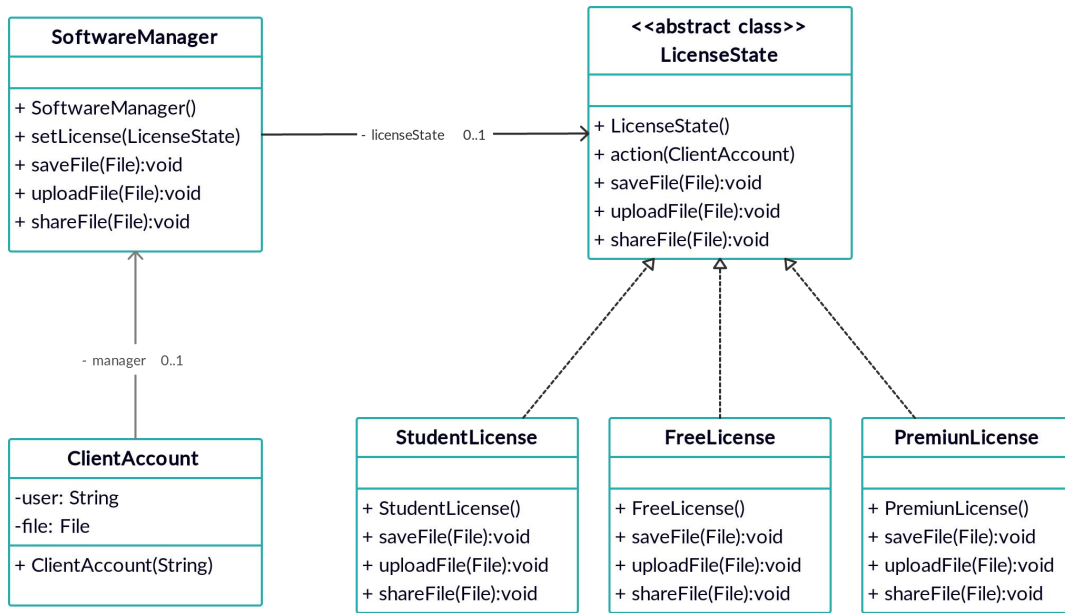 SoftwareManager
+ SoftwareManager()
+ setLicense(LicenseState)
+ saveFile(File):void
+ uploadFile(File):void
+ shareFile(File):void
- licenseState 0..1
<<abstract class>>
LicenseState
+ LicenseState()
+ action(ClientAccount)
+ saveFile(File):void
+ uploadFile(File):void
+ shareFile(File):void
- manager 0..1
ClientAccount
-user: String
-file: File
+ ClientAccount(String)
StudentLicense
+ StudentLicense()
+ saveFile(File):void
+ uploadFile(File):void
+ shareFile(File):void
FreeLicense
+ FreeLicense()
+ saveFile(File):void
+ uploadFile(File):void
+ shareFile(File):void
PremiunLicense
+ PremiunLicense()
+ saveFile(File):void
+ uploadFile(File):void
+ shareFile(File):void